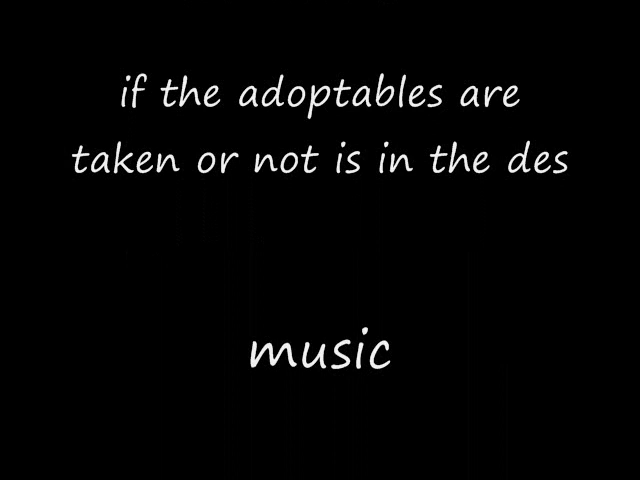 if the adoptables are
taken or not is in the des
music